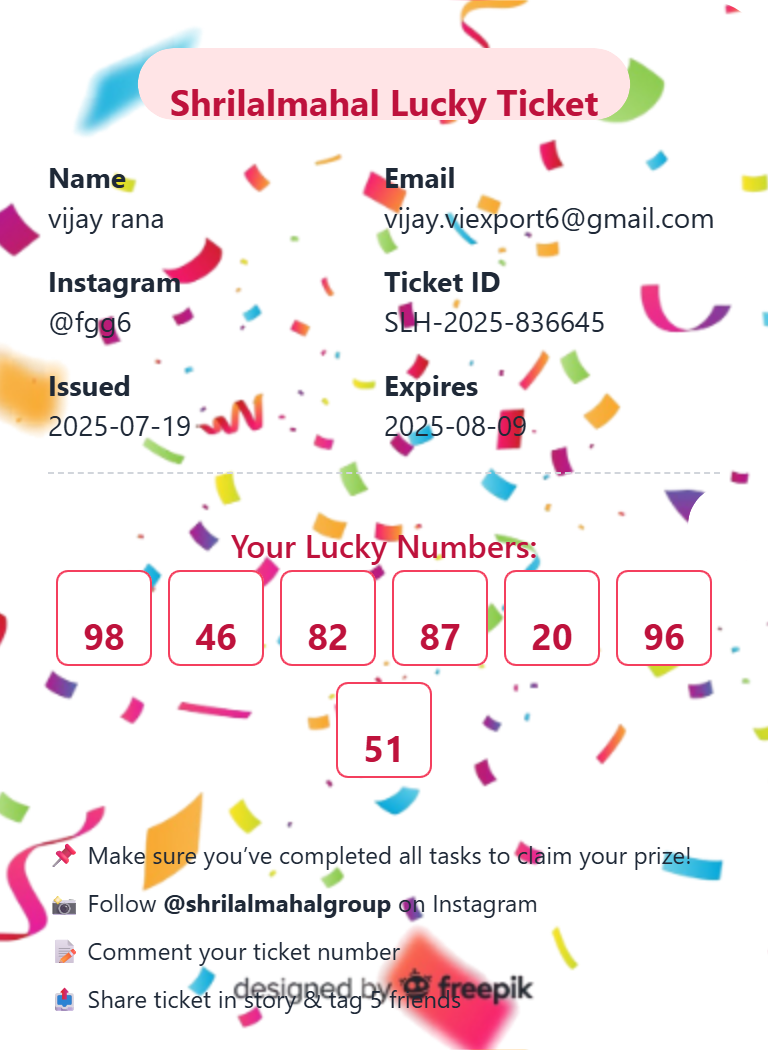 Shrilalmahal Lucky Ticket
Name
vijay rana
Email
vijay.viexport6@gmail.com
Instagram
@fgg6
Ticket ID
SLH-2025-836645
Issued
2025-07-19
Expires
2025-08-09
Your Lucky Numbers:
98 46 82 87 20 96
51
📌 Make sure you’ve completed all tasks to claim your prize!
📸 Follow @shrilalmahalgroup on Instagram
📝 Comment your ticket number
designed by freepik
📤 Share ticket in story & tag 5 friends